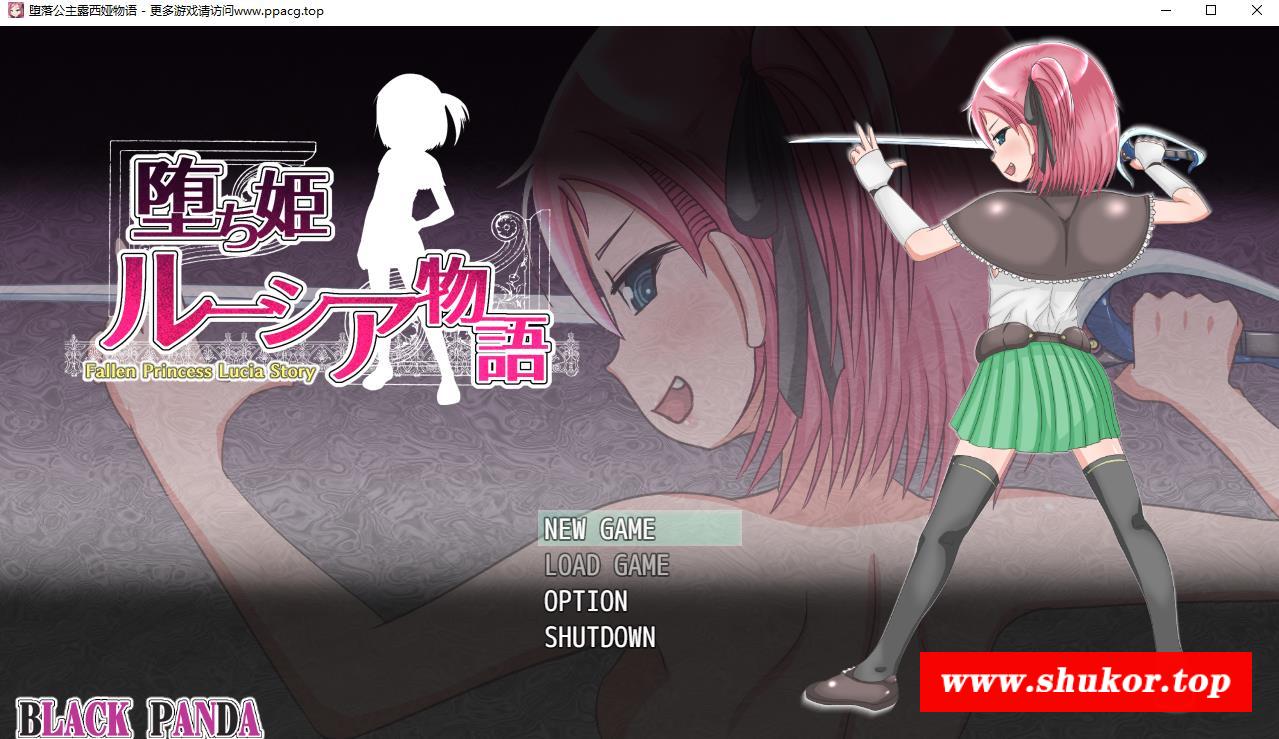 堕落公主露西娅物语 - 更多游戏请访问www.ppacg.top
堕ち姫
ルーシア物語
Fallen Princess Lucia Story
NEW GAME
LOAD GAME
OPTION
SHUTDOWN
www.shukor.top
BLACK PANDA